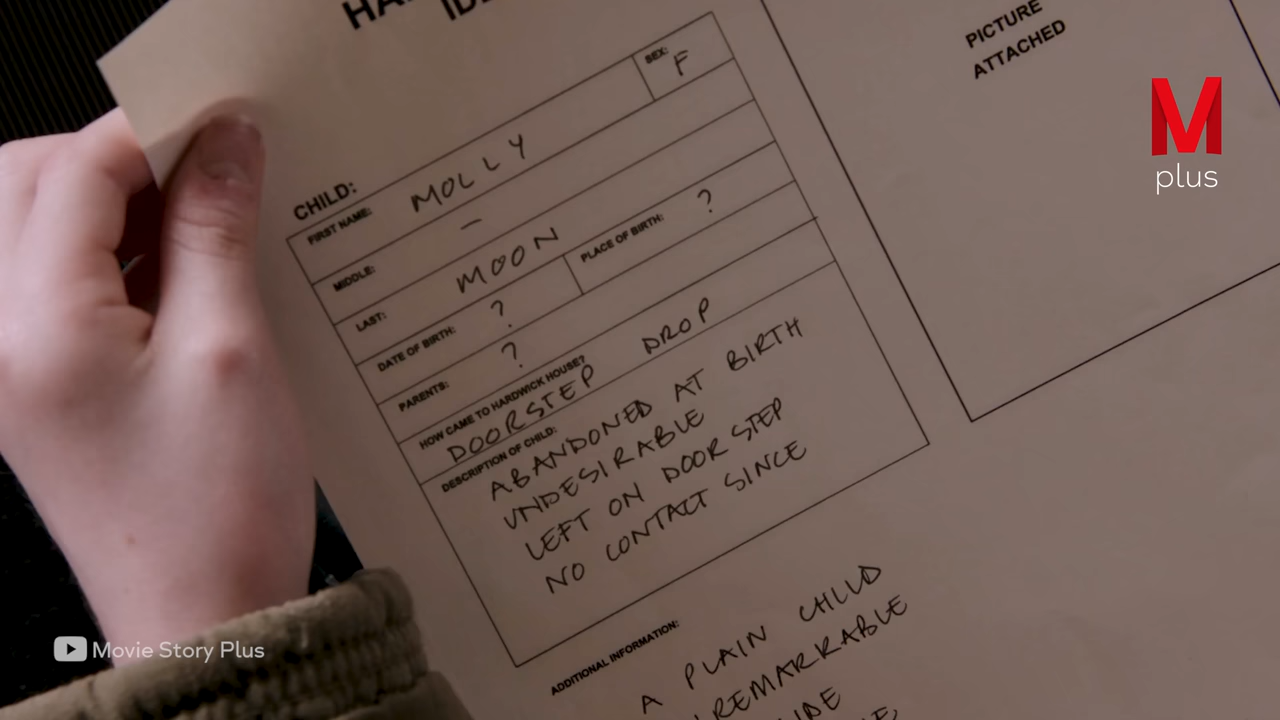 PICTURE
ATTACHED
CHILD:
SEX: F
FIRST NAME: MOLLY
MIDDLE: —
LAST: MOON
DATE OF BIRTH: ?
PLACE OF BIRTH: ?
PARENTS: ?
HOW CAME TO HARDWICK HOUSE?
DOORSTEP DROP
DESCRIPTION OF CHILD:
ABANDONED AT BIRTH
UNDESIRABLE
LEFT ON DOOR STEP
NO CONTACT SINCE
ADDITIONAL INFORMATION:
A PLAIN CHILD
M
plus
Movie Story Plus